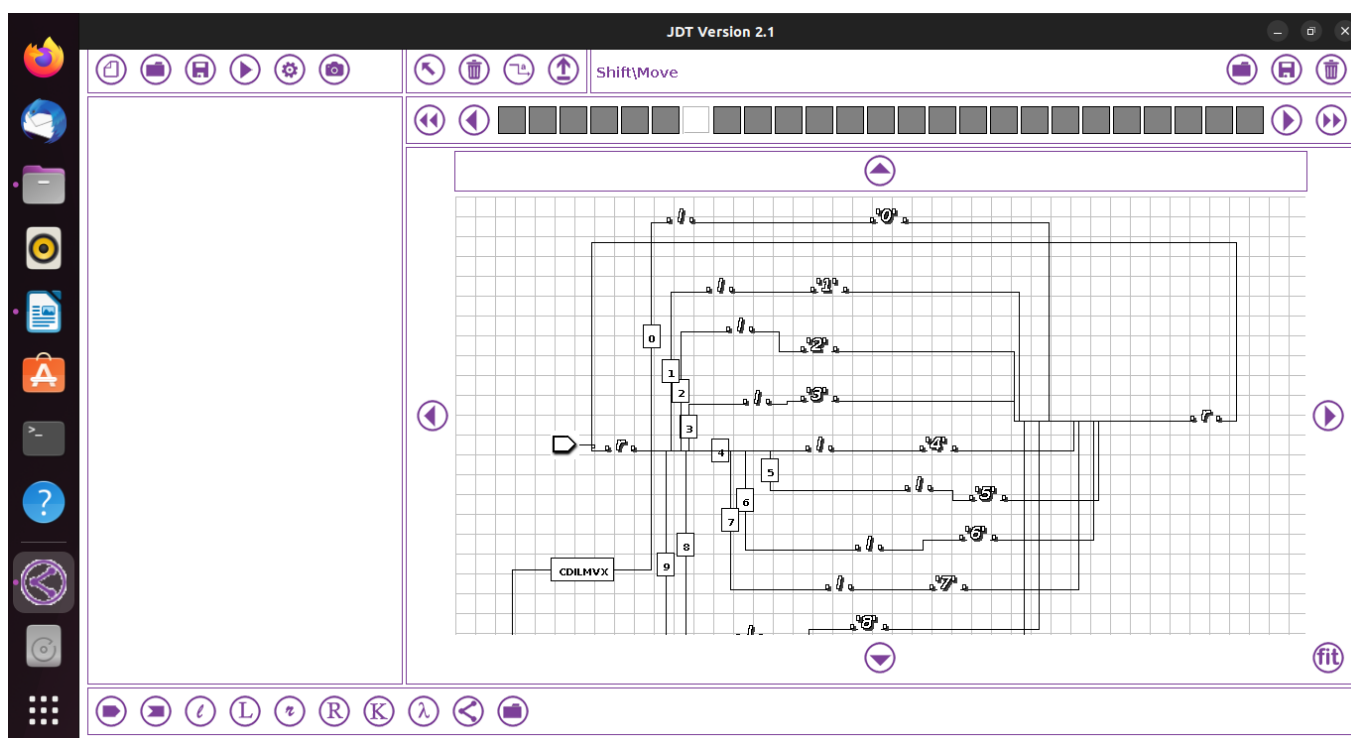 JDT Version 2.1
Shift\Move
l '0'
l '1'
l
0
'2'
1
2
l '3'
3
r
r
4
l '4'
5
l '5'
6
7
l '6'
8
CDILMVX
9
l '7'
'8'
l
fit
l L r R K λ